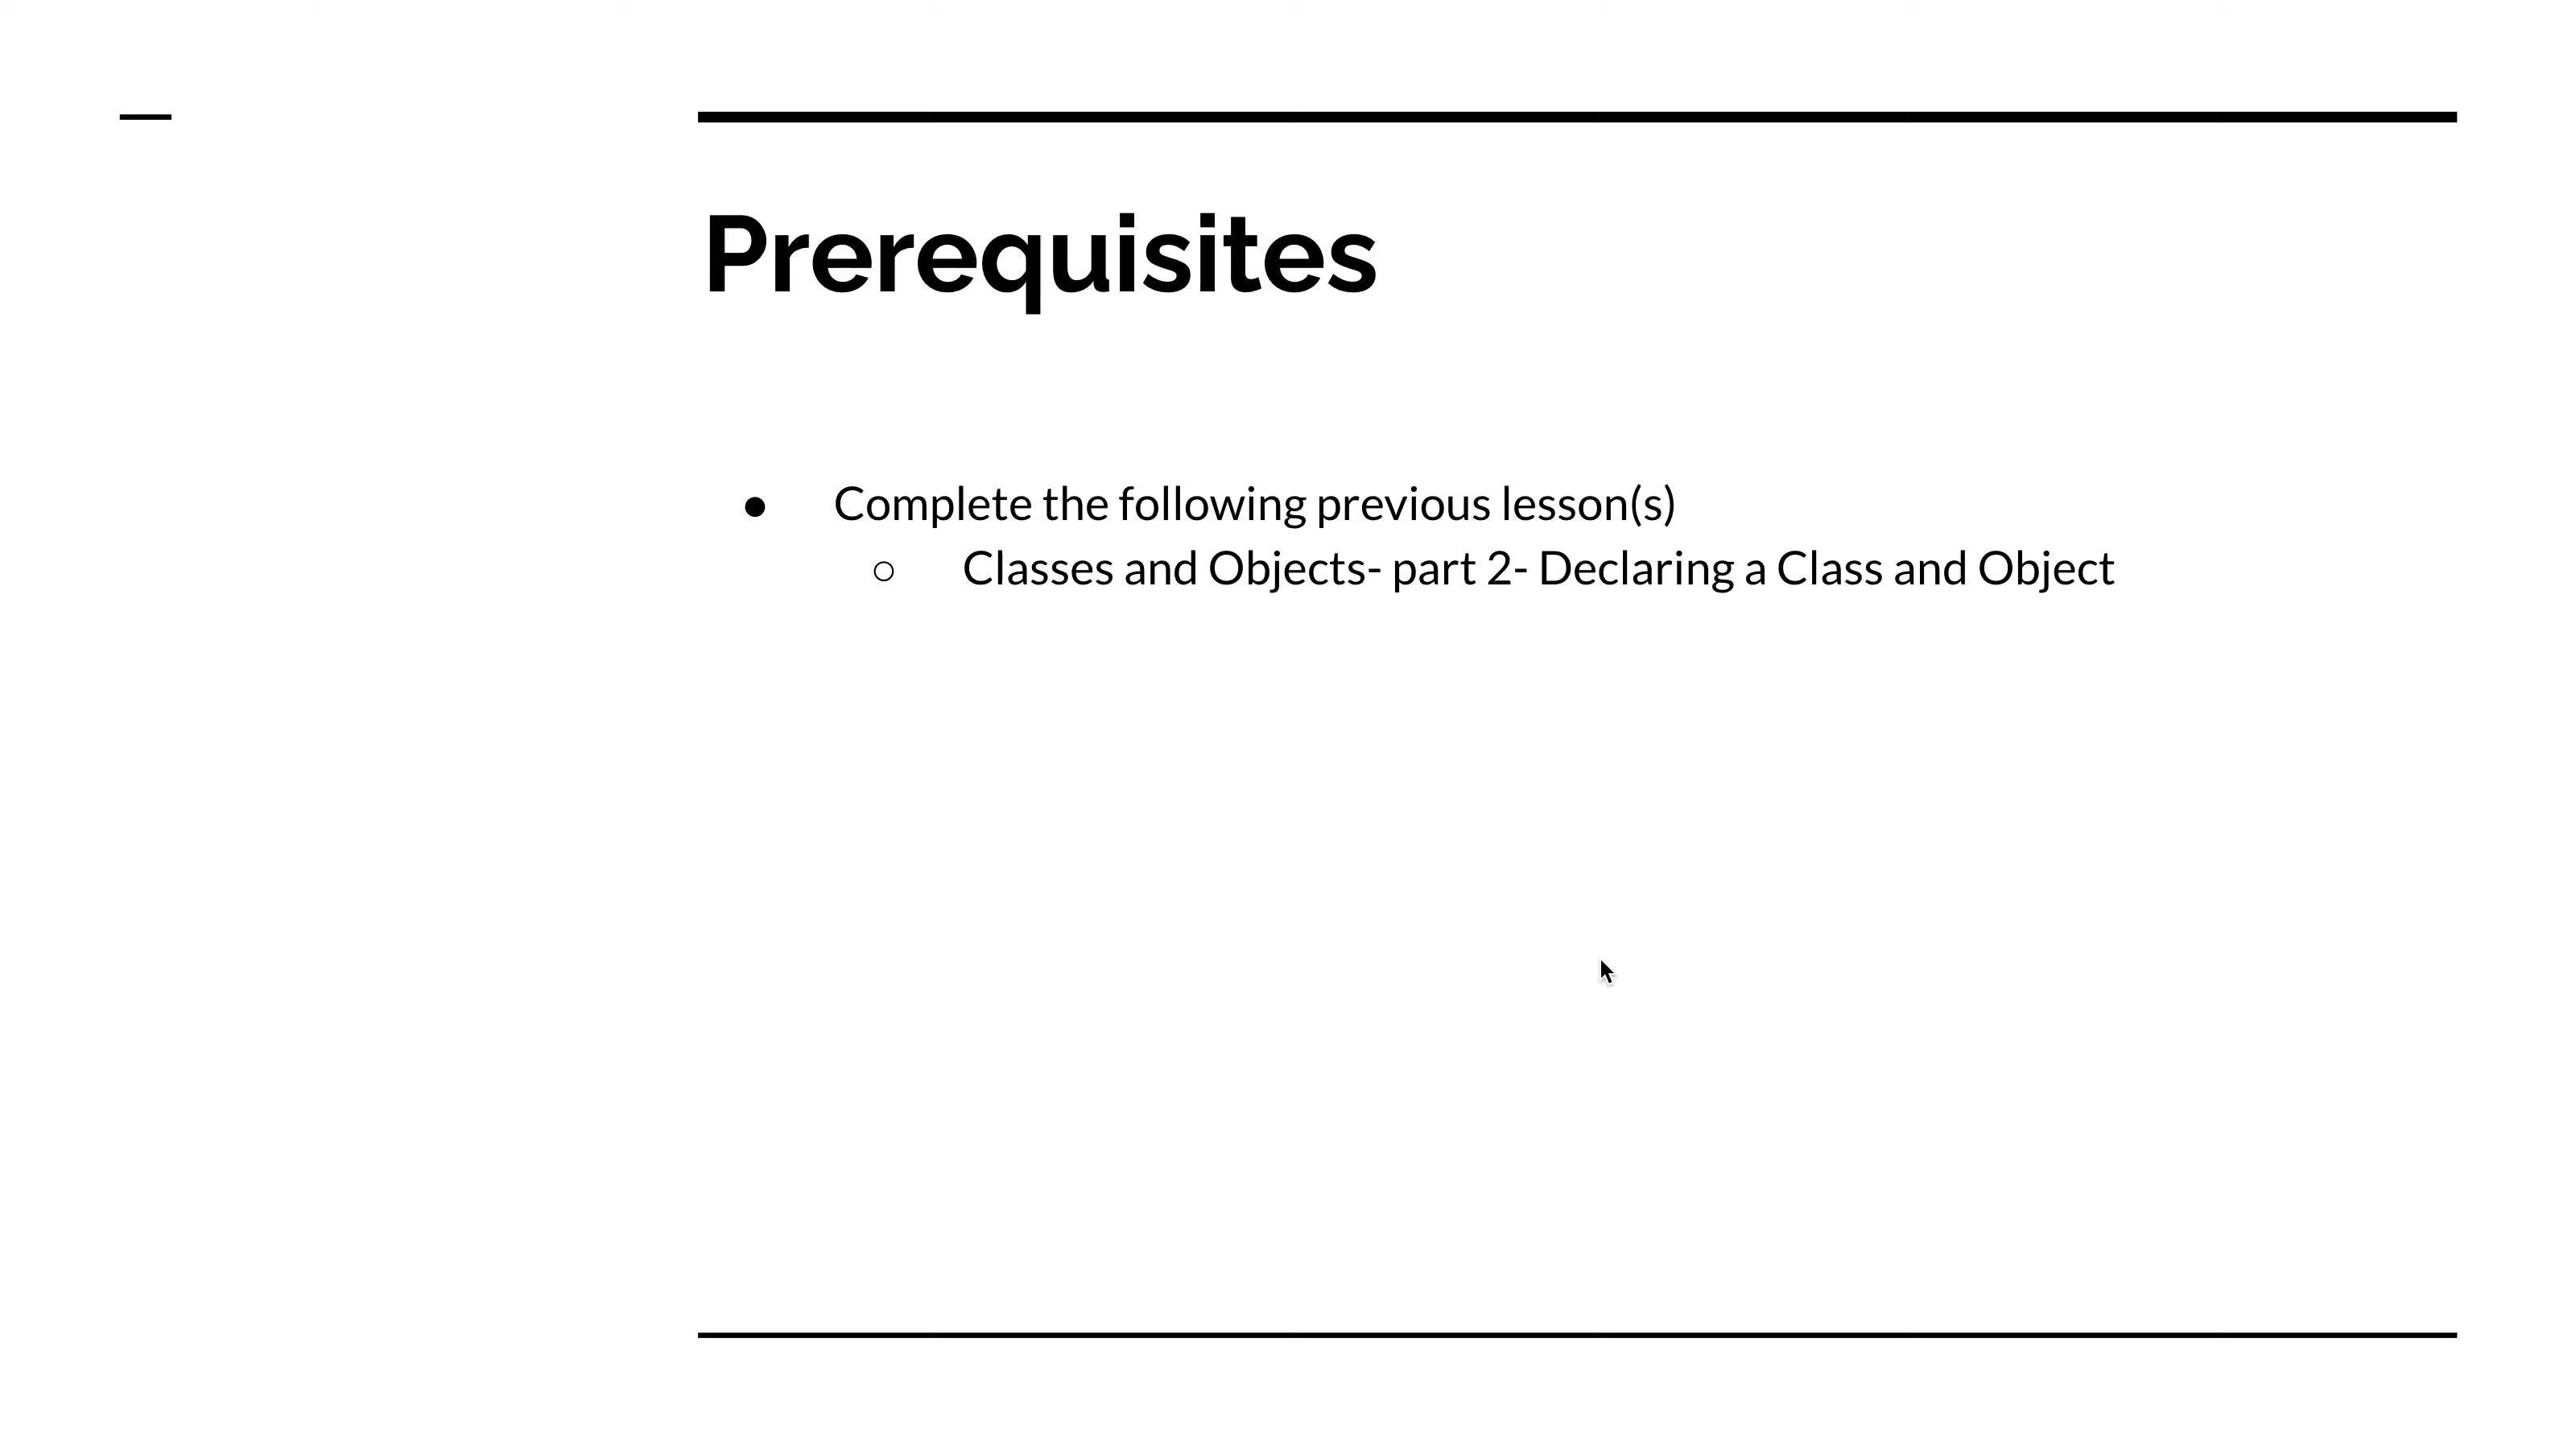 Prerequisites
● Complete the following previous lesson(s)
○ Classes and Objects- part 2- Declaring a Class and Object